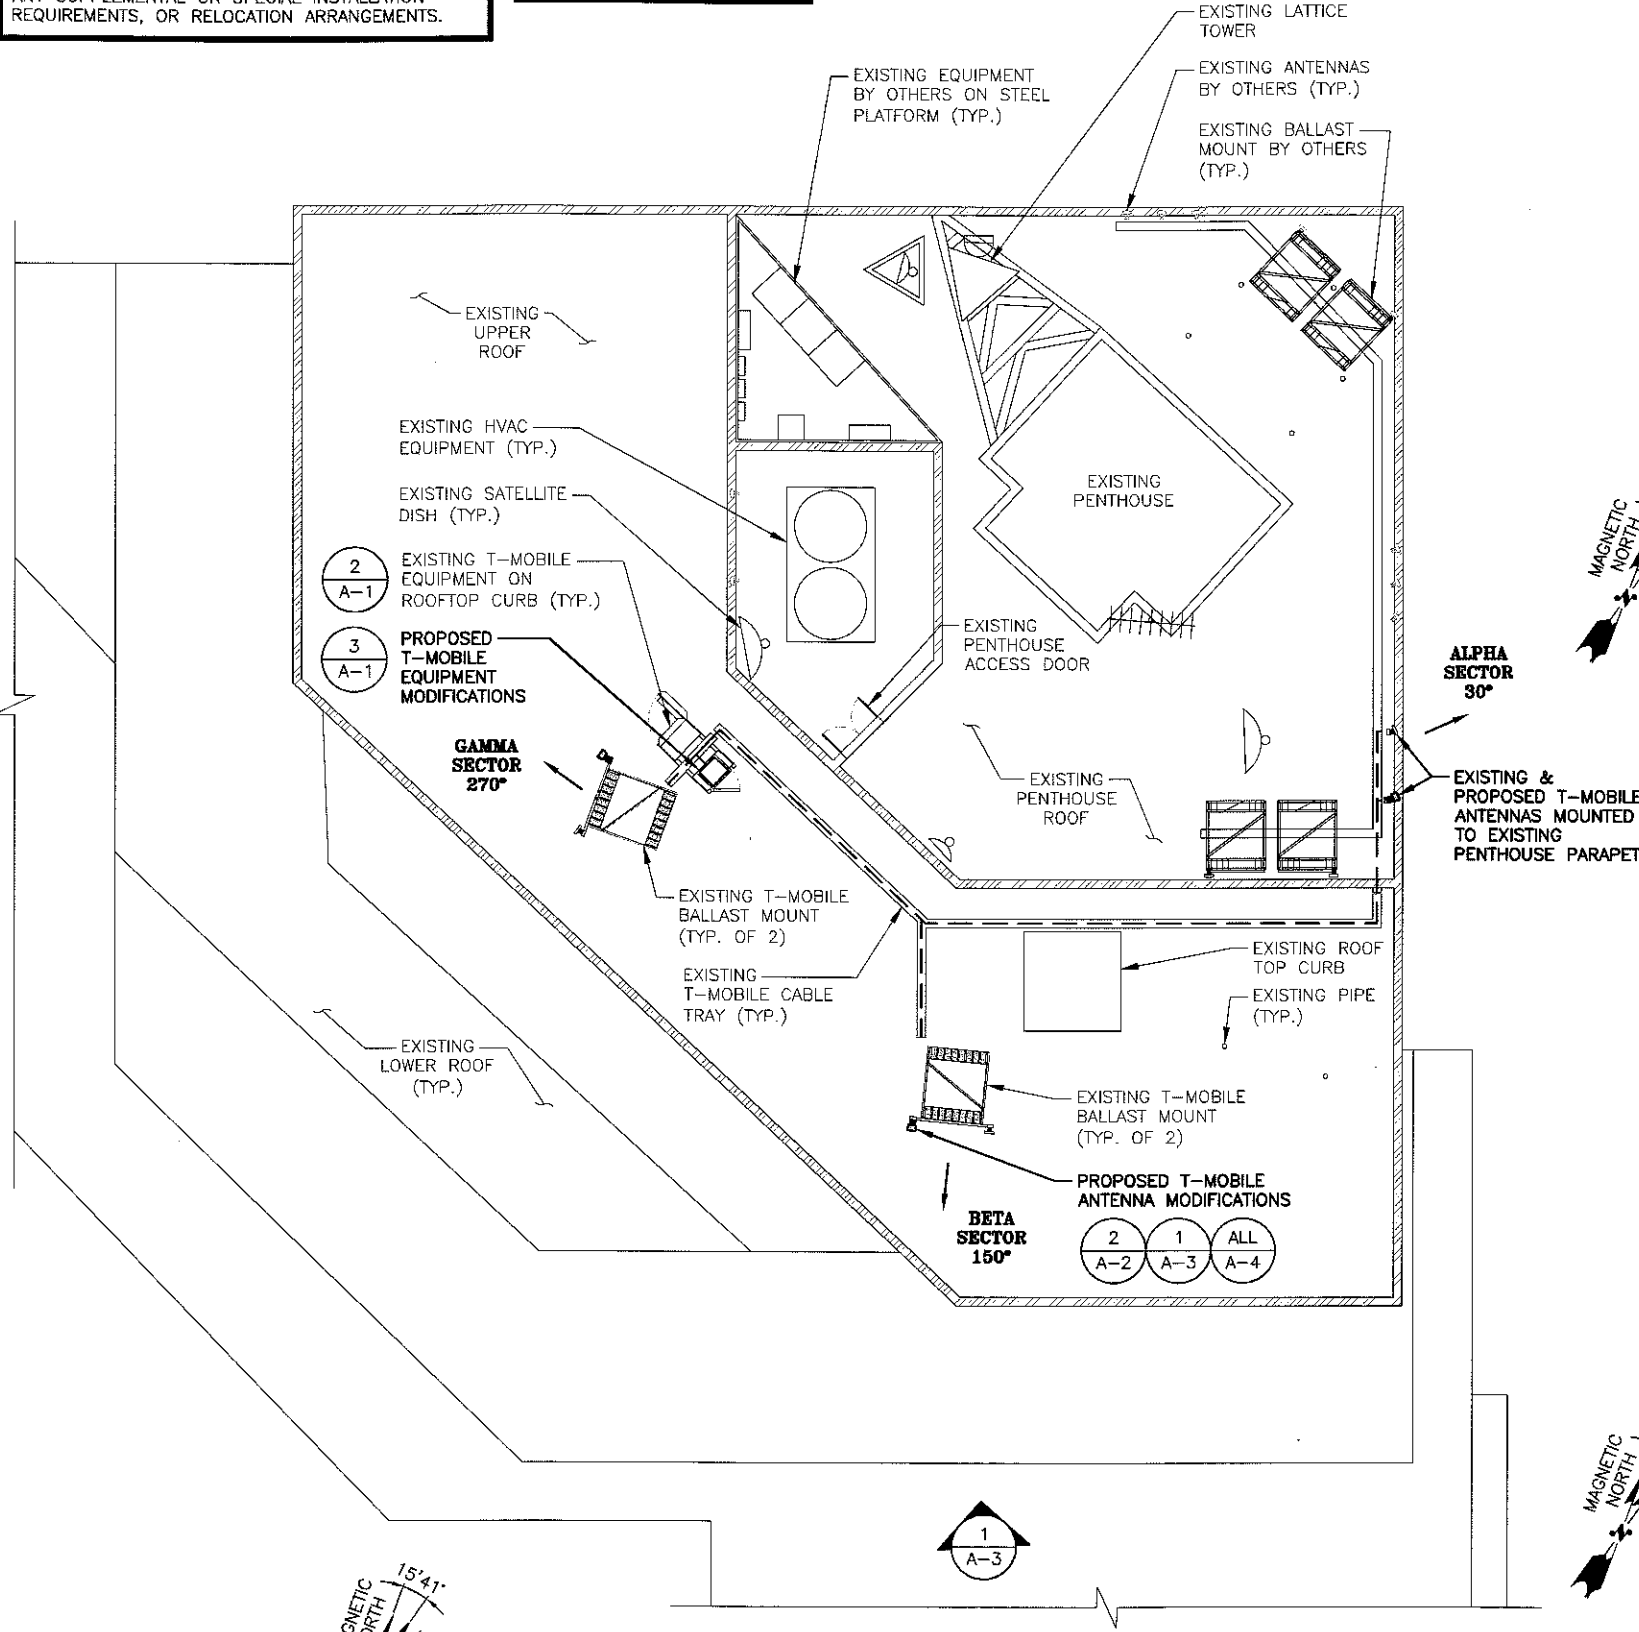 REQUIREMENTS, OR RELOCATION ARRANGEMENTS.
EXISTING LATTICE
TOWER
EXISTING EQUIPMENT
BY OTHERS ON STEEL
PLATFORM (TYP.)
EXISTING ANTENNAS
BY OTHERS (TYP.)
EXISTING BALLAST
MOUNT BY OTHERS
(TYP.)
EXISTING
UPPER
ROOF
EXISTING HVAC
EQUIPMENT (TYP.)
EXISTING
PENTHOUSE
EXISTING SATELLITE
DISH (TYP.)
2
A-1
EXISTING T-MOBILE
EQUIPMENT ON
ROOFTOP CURB (TYP.)
3
A-1
PROPOSED
T-MOBILE
EQUIPMENT
MODIFICATIONS
EXISTING
PENTHOUSE
ACCESS DOOR
MAGNETIC
NORTH
N
ALPHA
SECTOR
30°
GAMMA
SECTOR
270°
EXISTING
PENTHOUSE
ROOF
EXISTING &
PROPOSED T-MOBILE
ANTENNAS MOUNTED
TO EXISTING
PENTHOUSE PARAPET
EXISTING T-MOBILE
BALLAST MOUNT
(TYP. OF 2)
EXISTING
T-MOBILE CABLE
TRAY (TYP.)
EXISTING ROOF
TOP CURB
EXISTING PIPE
(TYP.)
EXISTING
LOWER ROOF
(TYP.)
EXISTING T-MOBILE
BALLAST MOUNT
(TYP. OF 2)
PROPOSED T-MOBILE
ANTENNA MODIFICATIONS
BETA
SECTOR
150°
2
A-2
1
A-3
ALL
A-4
MAGNETIC
NORTH
N
1
A-3
15'41"